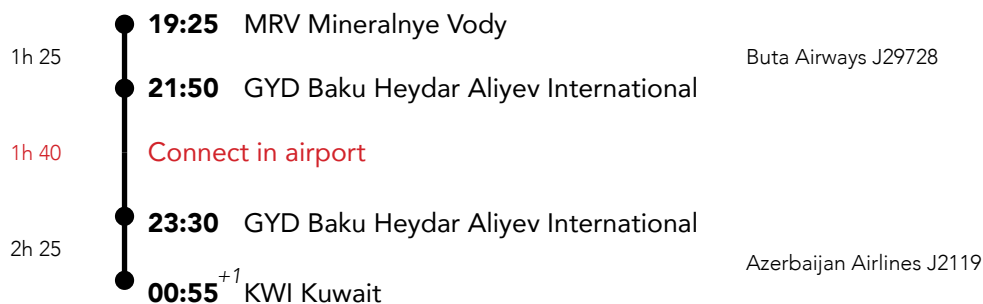 19:25 MRV Mineralnye Vody
1h 25
Buta Airways J29728
21:50 GYD Baku Heydar Aliyev International
1h 40 Connect in airport
23:30 GYD Baku Heydar Aliyev International
2h 25
Azerbaijan Airlines J2119
00:55+1 KWI Kuwait